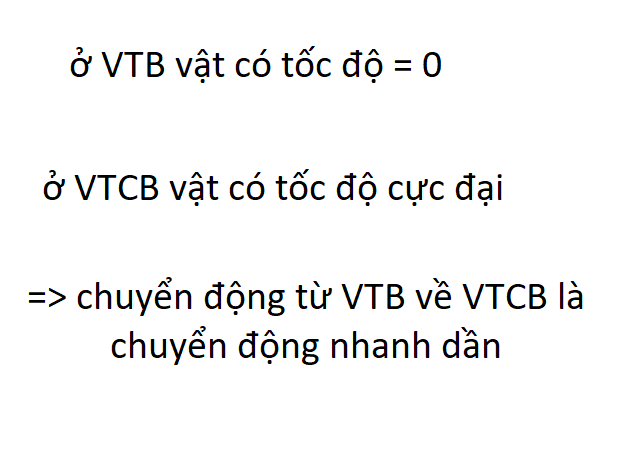 ở VTB vật có tốc độ = 0
ở VTCB vật có tốc độ cực đại
=> chuyển động từ VTB về VTCB là
chuyển động nhanh dần